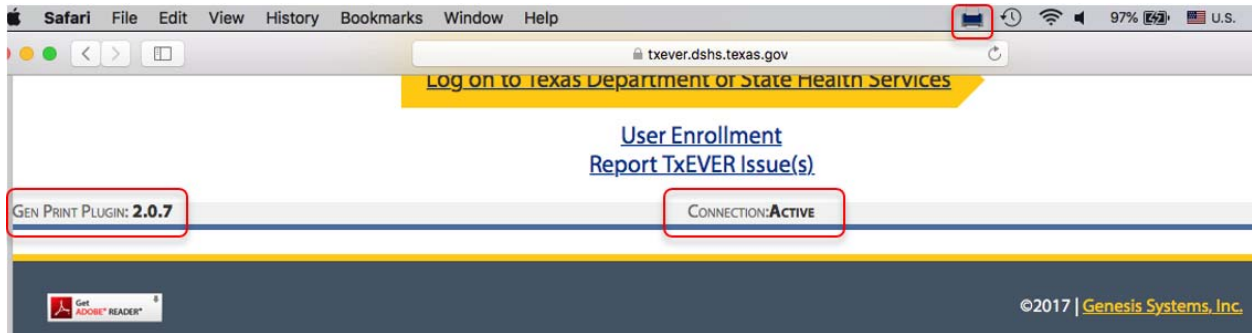 Safari File Edit View History Bookmarks Window Help 97% U.S.
txever.dshs.texas.gov
Log on to Texas Department of State Health Services
User Enrollment
Report TxEVER Issue(s)
GEN PRINT PLUGIN: 2.0.7 CONNECTION:ACTIVE
Get
ADOBE® READER®
©2017 | Genesis Systems, Inc.